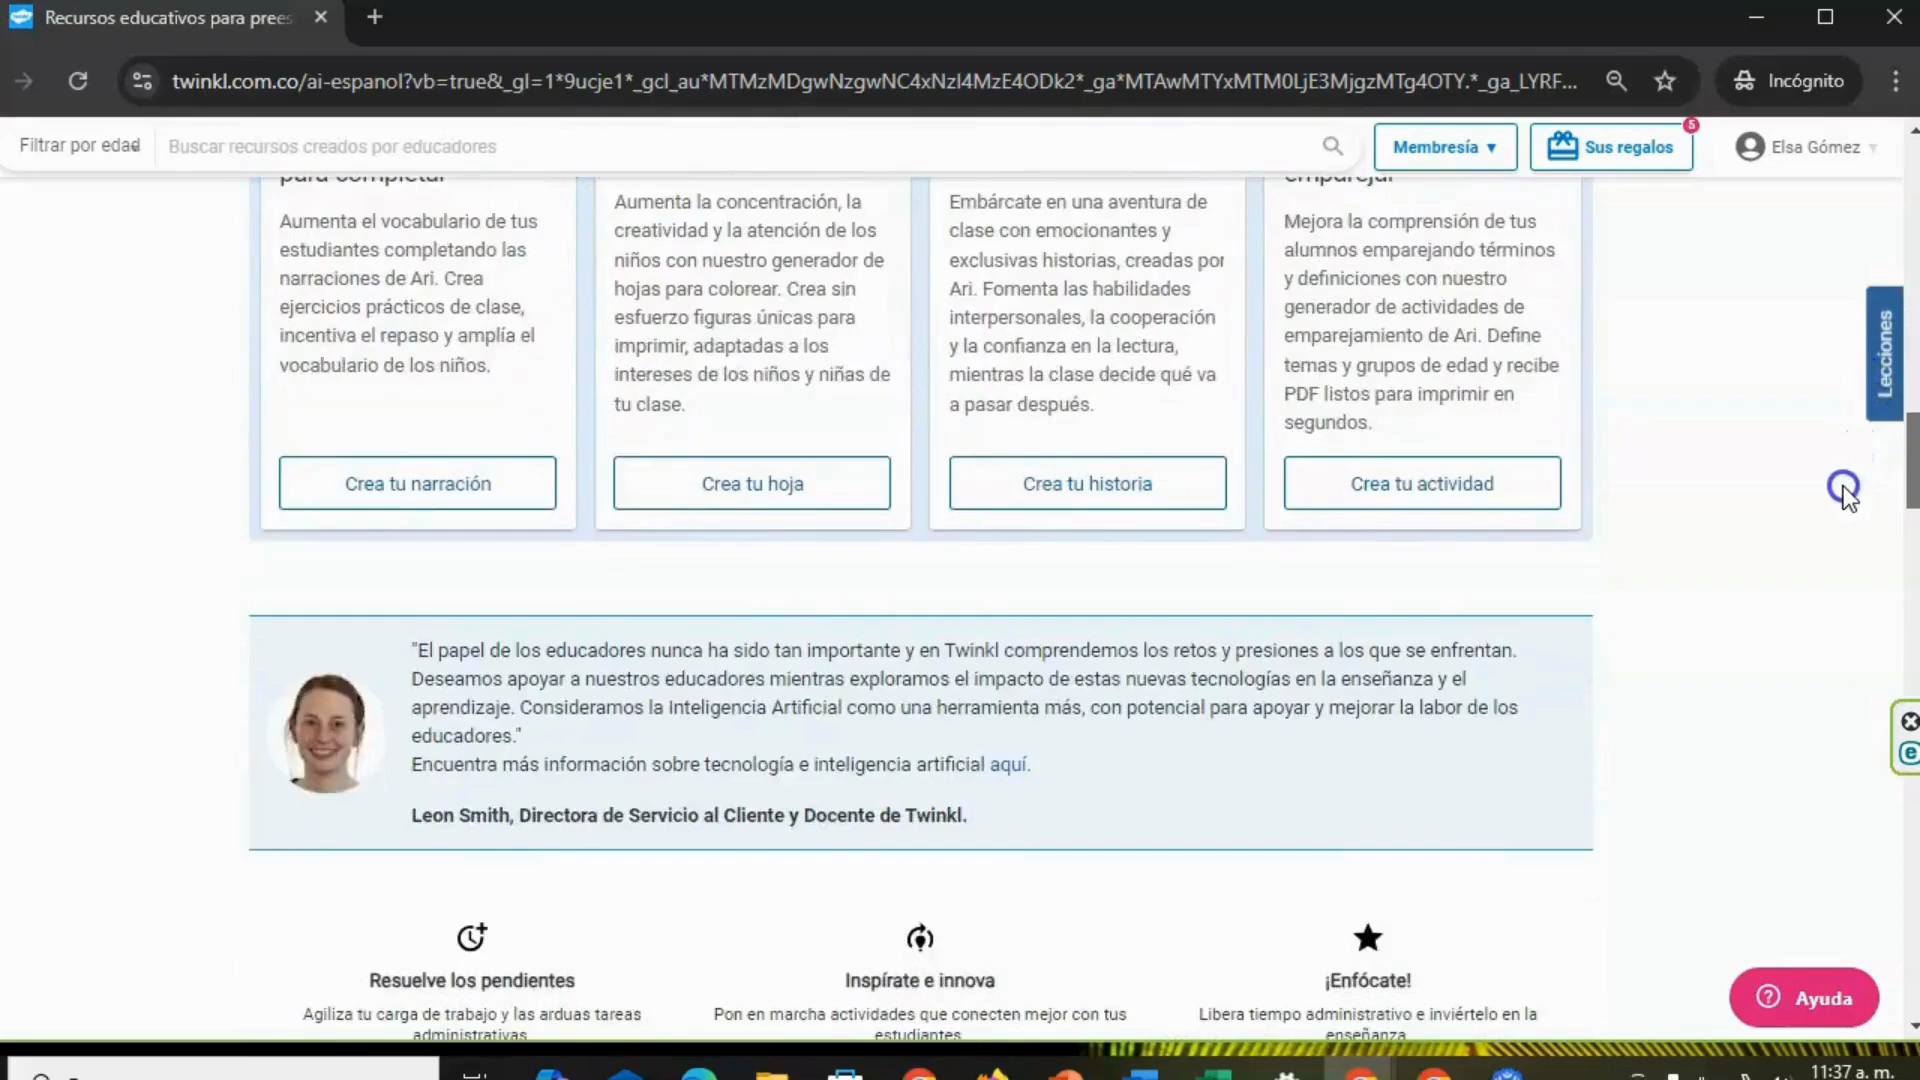 Recursos educativos para prees
twinkl.com.co/ai-espanol?vb=true&_gl=1*9ucje1*_gcl_au*MTMzMDgwNzgwNC4xNzI4MzE4ODk2*_ga*MTAwMTYxMTM0LjE3MjgzMTg4OTY.*_ga_LYRF...
Incógnito
Filtrar por edad
Buscar recursos creados por educadores
Membresía
Sus regalos
5
Elsa Gómez
para completar
Aumenta el vocabulario de tus
estudiantes completando las
narraciones de Ari. Crea
ejercicios prácticos de clase,
incentiva el repaso y amplía el
vocabulario de los niños.
Crea tu narración
Aumenta la concentración, la
creatividad y la atención de los
niños con nuestro generador de
hojas para colorear. Crea sin
esfuerzo figuras únicas para
imprimir, adaptadas a los
intereses de los niños y niñas de
tu clase.
Crea tu hoja
Embárcate en una aventura de
clase con emocionantes y
exclusivas historias, creadas por
Ari. Fomenta las habilidades
interpersonales, la cooperación
y la confianza en la lectura,
mientras la clase decide qué va
a pasar después.
Crea tu historia
emparejar
Mejora la comprensión de tus
alumnos emparejando términos
y definiciones con nuestro
generador de actividades de
emparejamiento de Ari. Define
temas y grupos de edad y recibe
PDF listos para imprimir en
segundos.
Crea tu actividad
Lecciones
"El papel de los educadores nunca ha sido tan importante y en Twinkl comprendemos los retos y presiones a los que se enfrentan.
Deseamos apoyar a nuestros educadores mientras exploramos el impacto de estas nuevas tecnologías en la enseñanza y el
aprendizaje. Consideramos la Inteligencia Artificial como una herramienta más, con potencial para apoyar y mejorar la labor de los
educadores."
Encuentra más información sobre tecnología e inteligencia artificial aquí.
Leon Smith, Directora de Servicio al Cliente y Docente de Twinkl.
Resuelve los pendientes
Agiliza tu carga de trabajo y las arduas tareas
administrativas
Inspírate e innova
Pon en marcha actividades que conecten mejor con tus
estudiantes
¡Enfócate!
Libera tiempo administrativo e inviértelo en la
enseñanza
Ayuda
11:37 a. m.